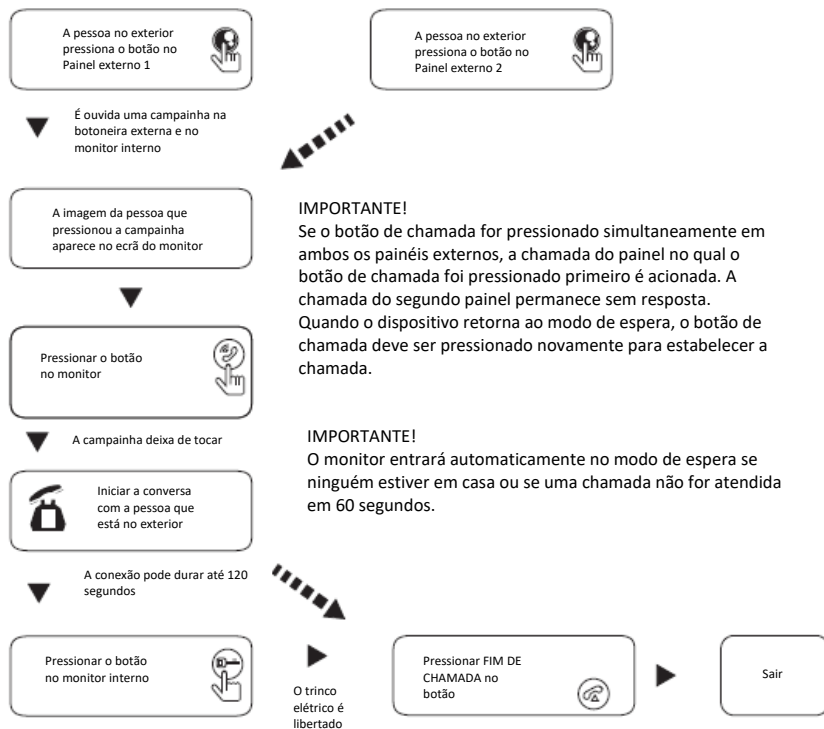 A pessoa no exterior
pressiona o botão no
Painel externo 1
A pessoa no exterior
pressiona o botão no
Painel externo 2
É ouvida uma campainha na
botoneira externa e no
monitor interno
A imagem da pessoa que
pressionou a campainha
aparece no ecrã do monitor
IMPORTANTE!
Se o botão de chamada for pressionado simultaneamente em
ambos os painéis externos, a chamada do painel no qual o
botão de chamada foi pressionado primeiro é acionada. A
chamada do segundo painel permanece sem resposta.
Quando o dispositivo retorna ao modo de espera, o botão de
chamada deve ser pressionado novamente para estabelecer a
chamada.
Pressionar o botão
no monitor
A campainha deixa de tocar
IMPORTANTE!
O monitor entrará automaticamente no modo de espera se
ninguém estiver em casa ou se uma chamada não for atendida
em 60 segundos.
Iniciar a conversa
com a pessoa que
está no exterior
A conexão pode durar até 120
segundos
Pressionar o botão
no monitor interno
O trinco
elétrico é
libertado
Pressionar FIM DE
CHAMADA no
botão
Sair